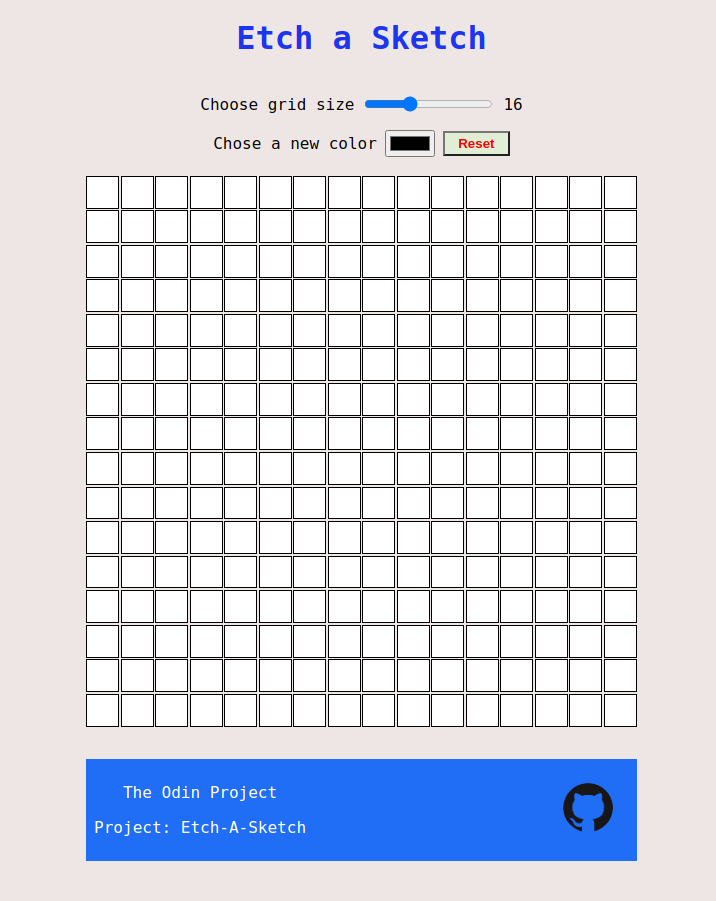 Etch a Sketch
Choose grid size 16
Chose a new color Reset
The Odin Project
Project: Etch-A-Sketch